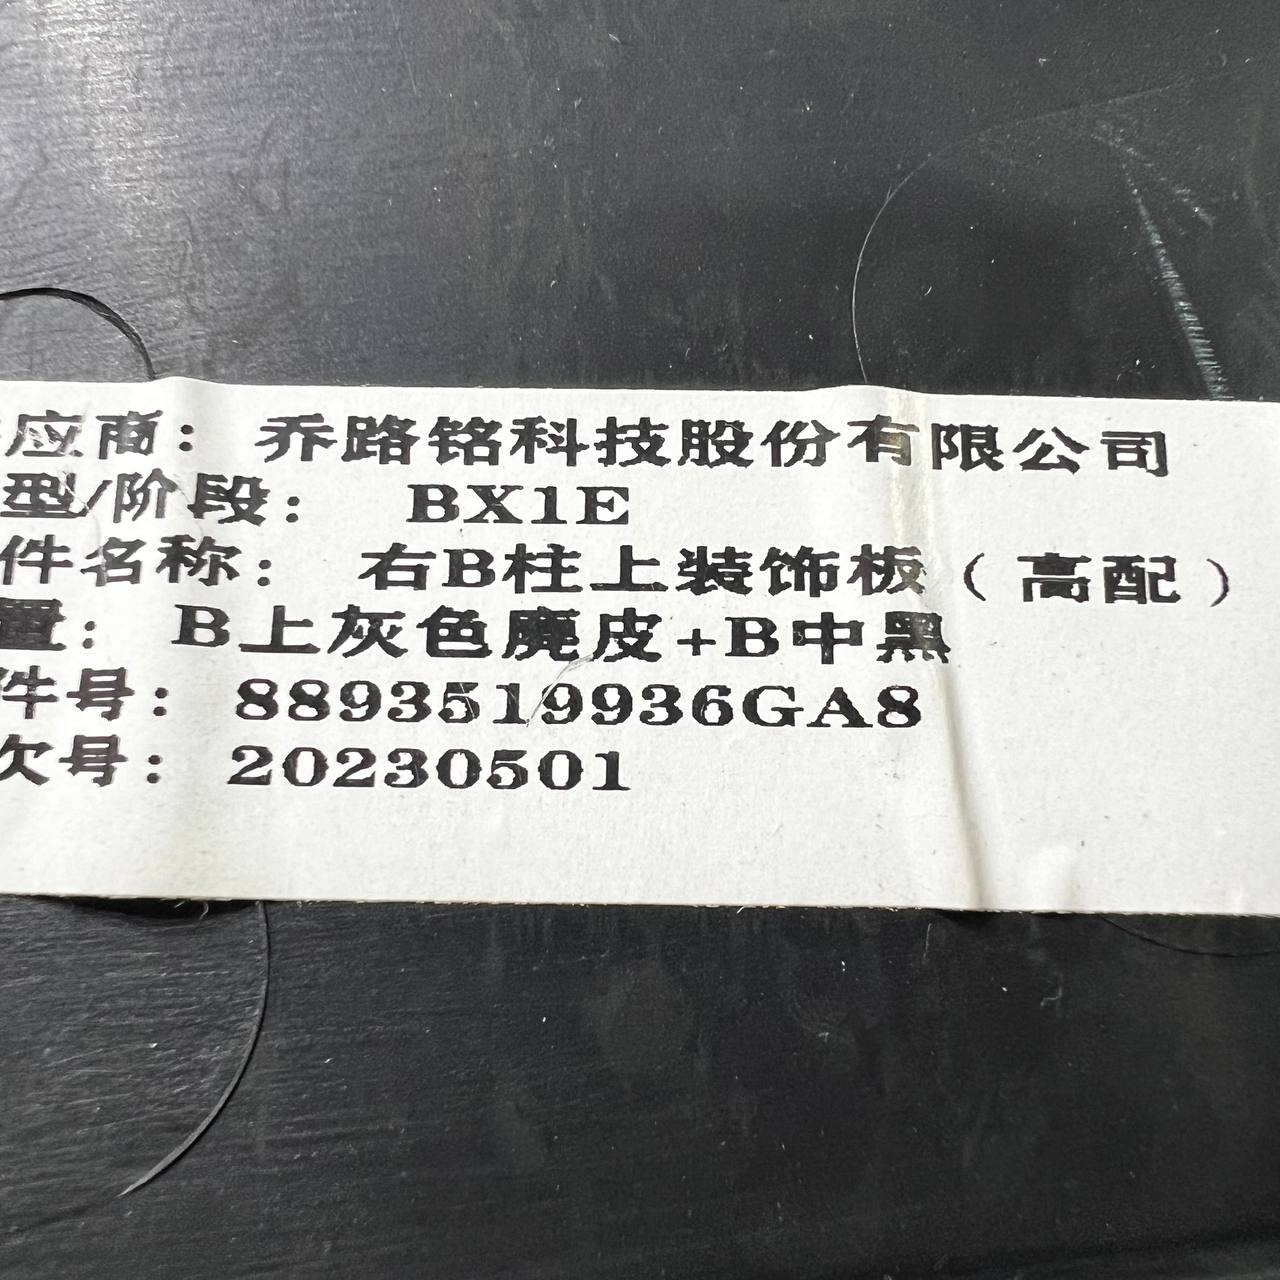 应商：乔路铭科技股份有限公司
型/阶段：BX1E
件名称：右B柱上装饰板（高配）
置：B上灰色麂皮+B中黑
件号：8893519936GA8
次号：20230501